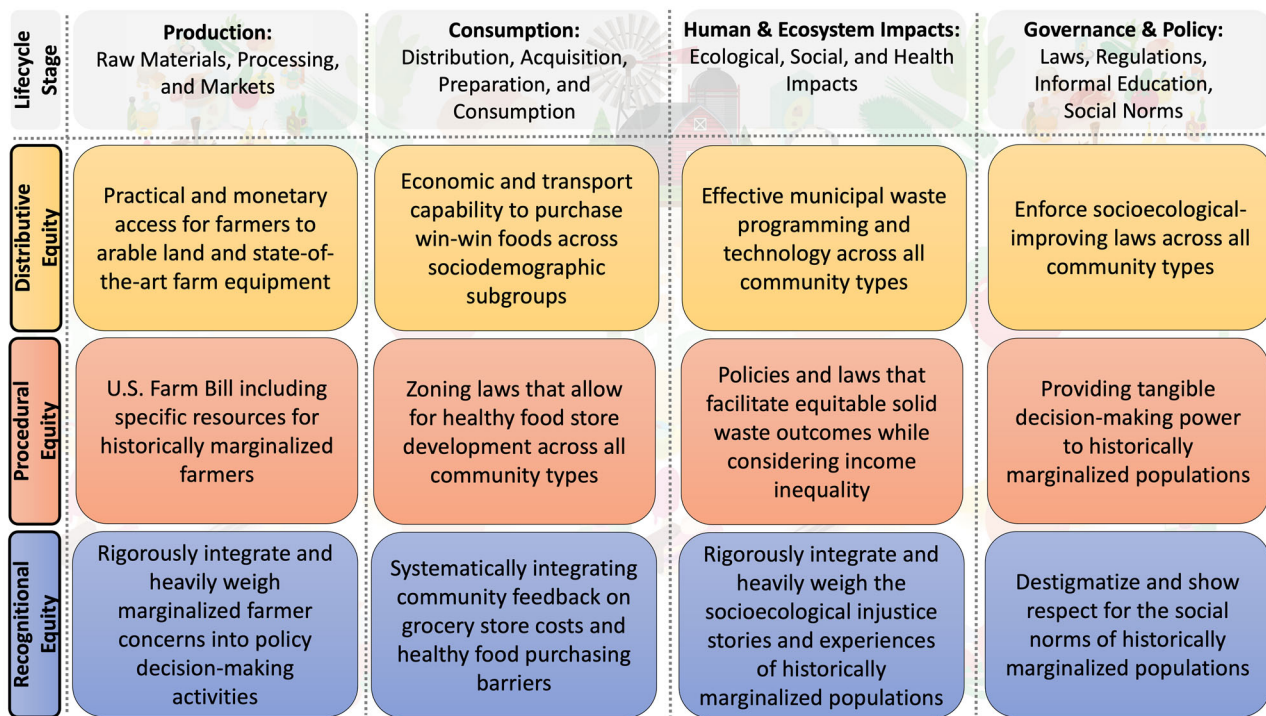 Lifecycle
Stage
Production:
Raw Materials, Processing,
and Markets
Consumption:
Distribution, Acquisition,
Preparation, and
Consumption
Human & Ecosystem Impacts:
Ecological, Social, and Health
Impacts
Governance & Policy:
Laws, Regulations,
Informal Education,
Social Norms
Distributive
Equity
Practical and monetary
access for farmers to
arable land and state-of-
the-art farm equipment
Economic and transport
capability to purchase
win-win foods across
sociodemographic
subgroups
Effective municipal waste
programming and
technology across all
community types
Enforce socioecological-
improving laws across all
community types
Procedural
Equity
U.S. Farm Bill including
specific resources for
historically marginalized
farmers
Zoning laws that allow
for healthy food store
development across all
community types
Policies and laws that
facilitate equitable solid
waste outcomes while
considering income
inequality
Providing tangible
decision-making power
to historically
marginalized populations
Recognitional
Equity
Rigorously integrate and
heavily weigh
marginalized farmer
concerns into policy
decision-making
activities
Systematically integrating
community feedback on
grocery store costs and
healthy food purchasing
barriers
Rigorously integrate and
heavily weigh the
socioecological injustice
stories and experiences
of historically
marginalized populations
Destigmatize and show
respect for the social
norms of historically
marginalized populations